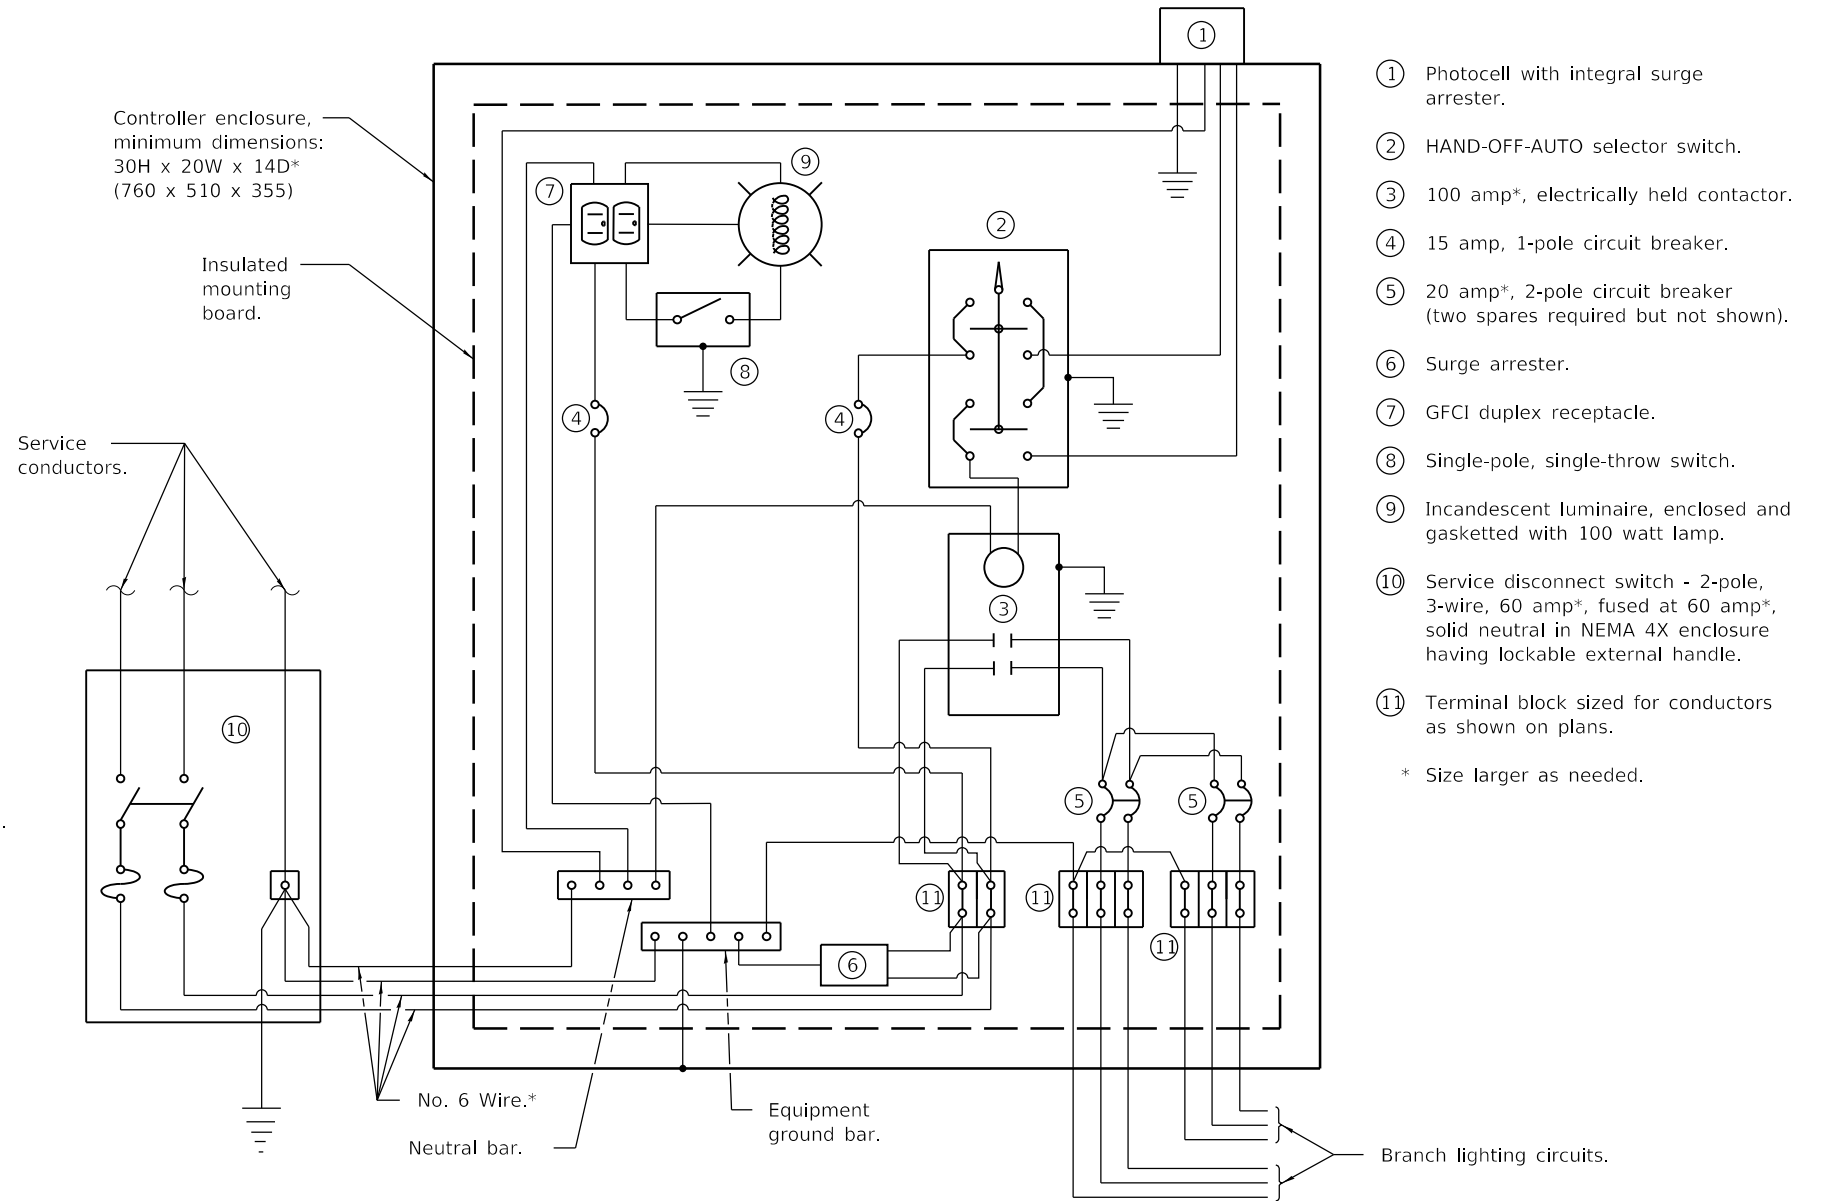 Controller enclosure,
minimum dimensions:
30H x 20W x 14D*
(760 x 510 x 355)
Insulated
mounting
board.
Service
conductors.
1
9
7
2
8
4
4
3
10
5
5
11
11
11
6
No. 6 Wire.*
Neutral bar.
Equipment
ground bar.
Branch lighting circuits.
1 Photocell with integral surge
arrester.
2 HAND-OFF-AUTO selector switch.
3 100 amp*, electrically held contactor.
4 15 amp, 1-pole circuit breaker.
5 20 amp*, 2-pole circuit breaker
(two spares required but not shown).
6 Surge arrester.
7 GFCI duplex receptacle.
8 Single-pole, single-throw switch.
9 Incandescent luminaire, enclosed and
gasketted with 100 watt lamp.
10 Service disconnect switch - 2-pole,
3-wire, 60 amp*, fused at 60 amp*,
solid neutral in NEMA 4X enclosure
having lockable external handle.
11 Terminal block sized for conductors
as shown on plans.
* Size larger as needed.
.